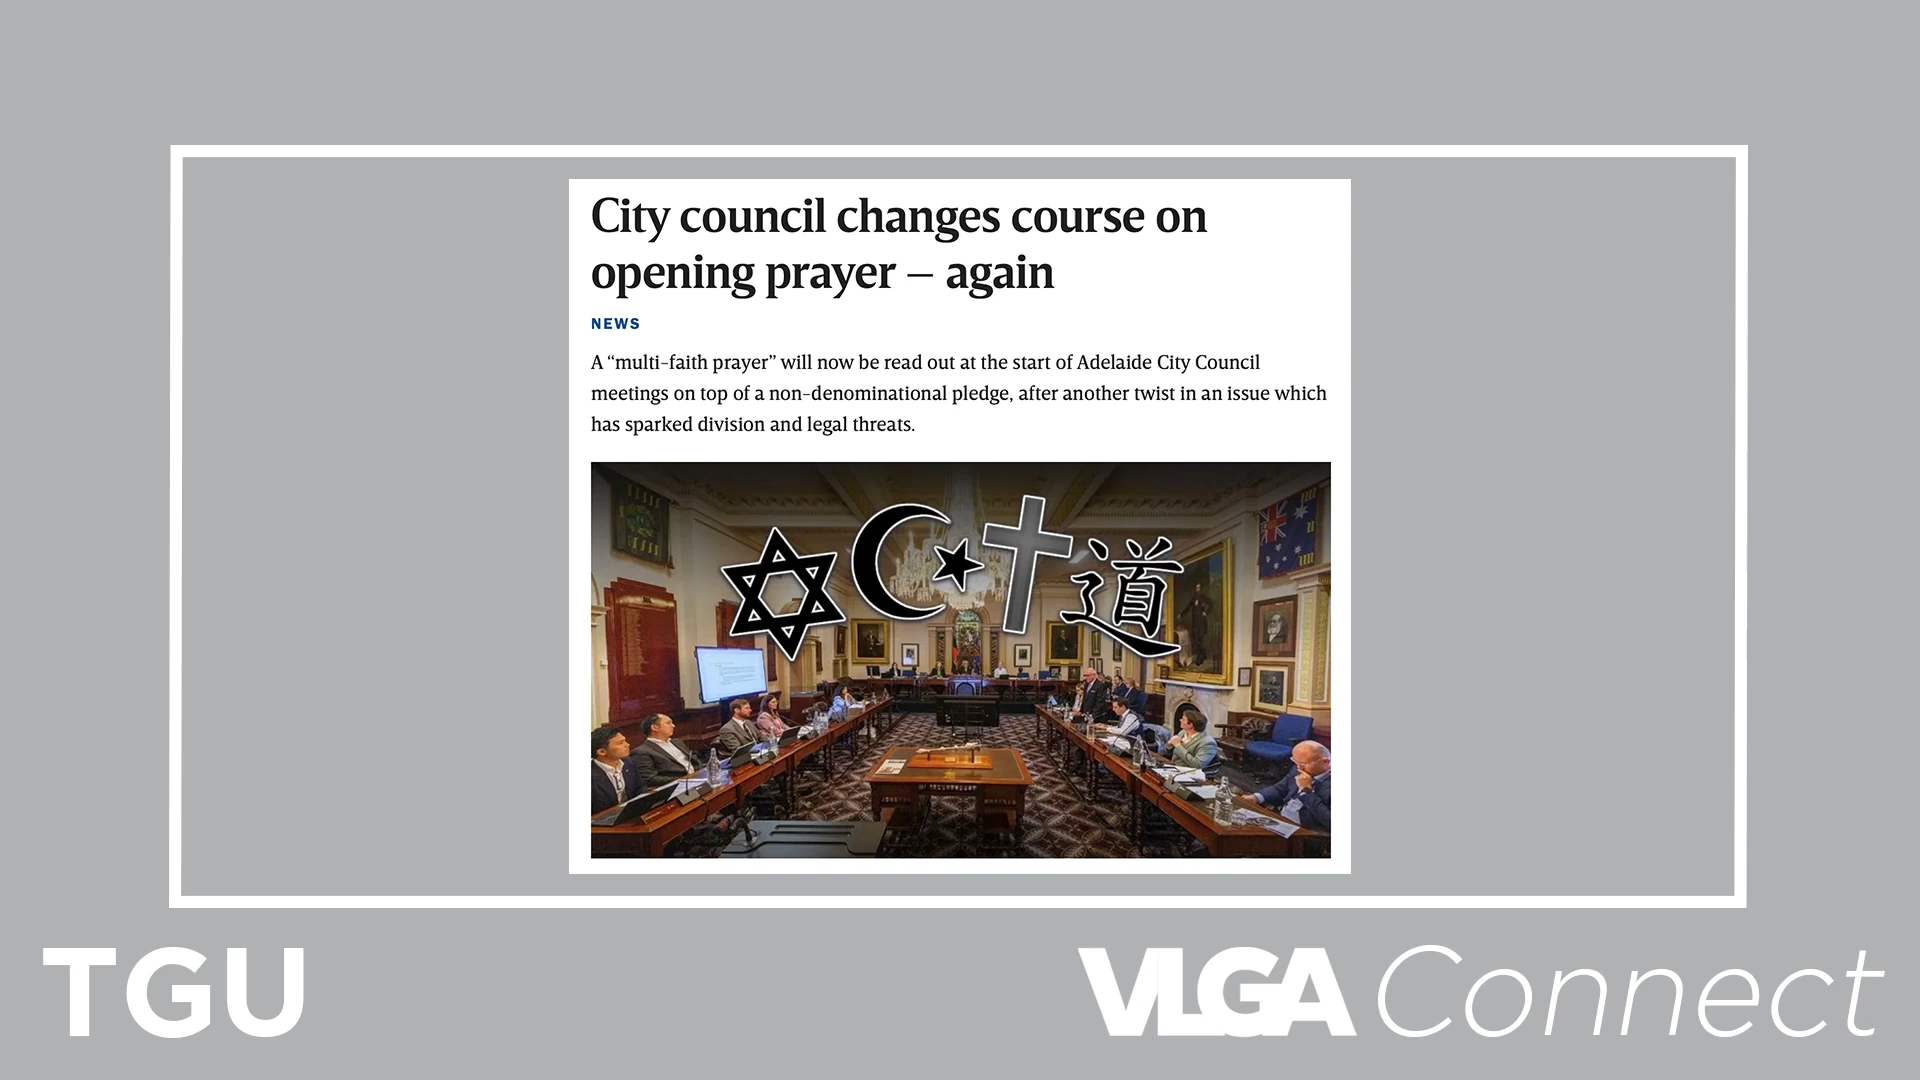 City council changes course on
opening prayer – again
NEWS
A “multi-faith prayer” will now be read out at the start of Adelaide City Council
meetings on top of a non-denominational pledge, after another twist in an issue which
has sparked division and legal threats.
道
TGU
VLGA Connect